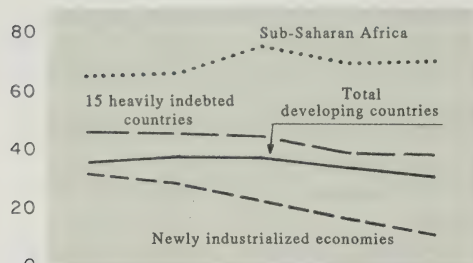 80
Sub-Saharan Africa
60
15 heavily indebted
countries
Total
developing countries
40
20
Newly industrialized economies
0